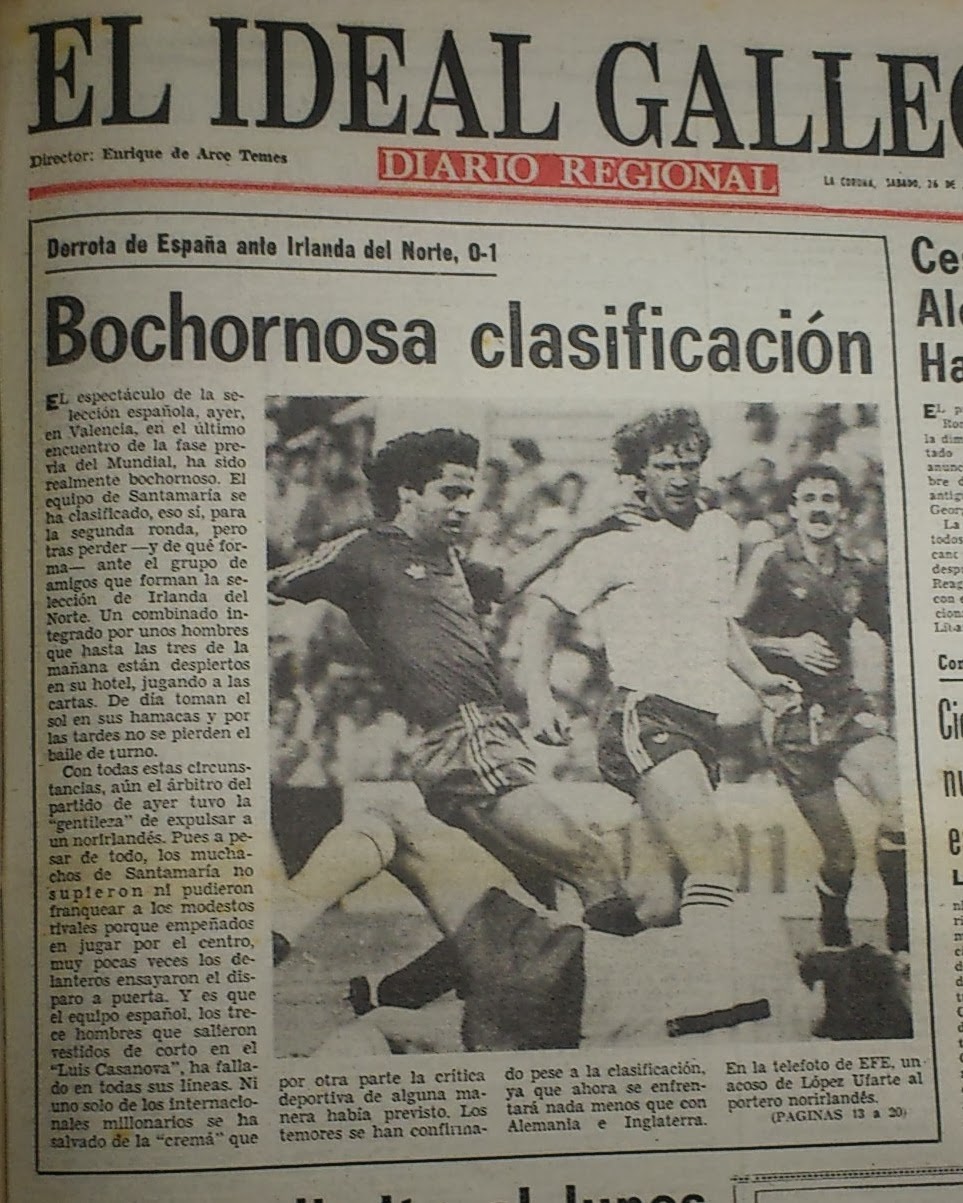 EL IDEAL GALLEG
Director: Enrique de Arce Temes
DIARIO REGIONAL
LA CORUÑA, SABADO, 26 DE
Derrota de España ante Irlanda del Norte, 0-1
Bochornosa clasificación
EL espectáculo de la se-
lección española, ayer,
en Valencia, en el último
encuentro de la fase pre-
via del Mundial, ha sido
realmente bochornoso. El
equipo de Santamaría se
ha clasificado, eso sí, para
la segunda ronda, pero
tras perder —y de qué for-
ma— ante el grupo de
amigos que forman la se-
lección de Irlanda del
Norte. Un combinado in-
tegrado por unos hombres
que hasta las tres de la
mañana están despiertos
en su hotel, jugando a las
cartas. De día toman el
sol en sus hamacas y por
las tardes no se pierden el
baile de turno.
Con todas estas circuns-
tancias, aún el árbitro del
partido de ayer tuvo la
"gentileza" de expulsar a
un norirlandés. Pues a pe-
sar de todo, los mucha-
chos de Santamaría no
supieron ni pudieron
franquear a los modestos
rivales porque empeñados
en jugar por el centro,
muy pocas veces los de-
lanteros ensayaron el dis-
paro a puerta. Y es que
el equipo español, los tre-
ce hombres que salieron
vestidos de corto en el
"Luis Casanova", ha falla-
do en todas sus líneas. Ni
uno solo de los internacio-
nales millonarios se ha
salvado de la "cremá" que
por otra parte la crítica
deportiva de alguna ma-
nera había previsto. Los
temores se han confirma-
do pese a la clasificación,
ya que ahora se enfren-
tará nada menos que con
Alemania e Inglaterra.
En la telefoto de EFE, un
acoso de López Ufarte al
portero norirlandés.
(PAGINAS 13 a 20)
Ce
Al
Ha
EL p
Ron
la dim
tado
anunc
bre d
antig
Georg
La
todos
canc
despu
Reag
con e
cion
Con
Ci
nu
e
L